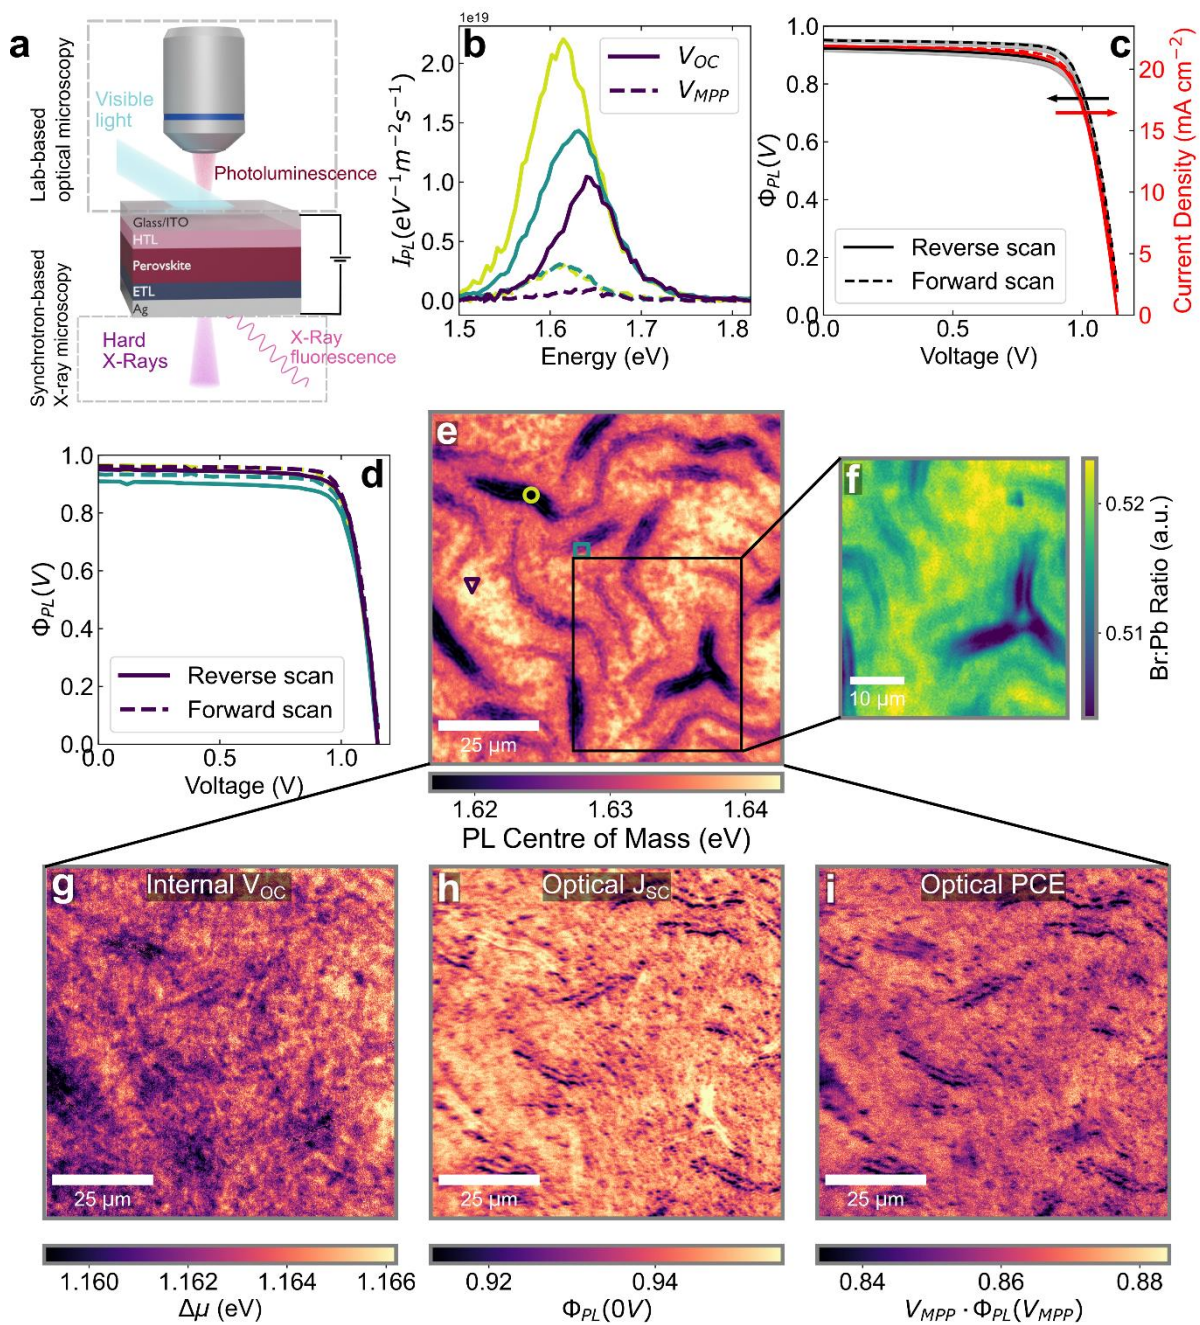 a
Lab-based
optical microscopy
Synchrotron-based
X-ray microscopy
Visible
light
Photoluminescence
Glass/ITO
HTL
Perovskite
ETL
Ag
Hard
X-Rays
X-Ray
fluorescence
1e19
b
V_OC
V_MPP
2.0
1.5
1.0
0.5
0.0
I_PL(eV⁻¹m⁻²s⁻¹)
1.5
1.6
1.7
1.8
Energy (eV)
c
1.0
0.8
0.6
0.4
0.2
0.0
Φ_PL(V)
Reverse scan
Forward scan
20
15
10
5
0
Current Density (mA cm⁻²)
0.0
0.5
1.0
Voltage (V)
d
1.0
0.8
0.6
0.4
0.2
0.0
Φ_PL(V)
Reverse scan
Forward scan
0.0
0.5
1.0
Voltage (V)
e
25 μm
1.62
1.63
1.64
PL Centre of Mass (eV)
f
10 μm
0.52
0.51
Br:Pb Ratio (a.u.)
g
Internal V_OC
25 μm
1.160
1.162
1.164
1.166
Δμ (eV)
h
Optical J_SC
25 μm
0.92
0.94
Φ_PL(0V)
i
Optical PCE
25 μm
0.84
0.86
0.88
V_MPP · Φ_PL(V_MPP)